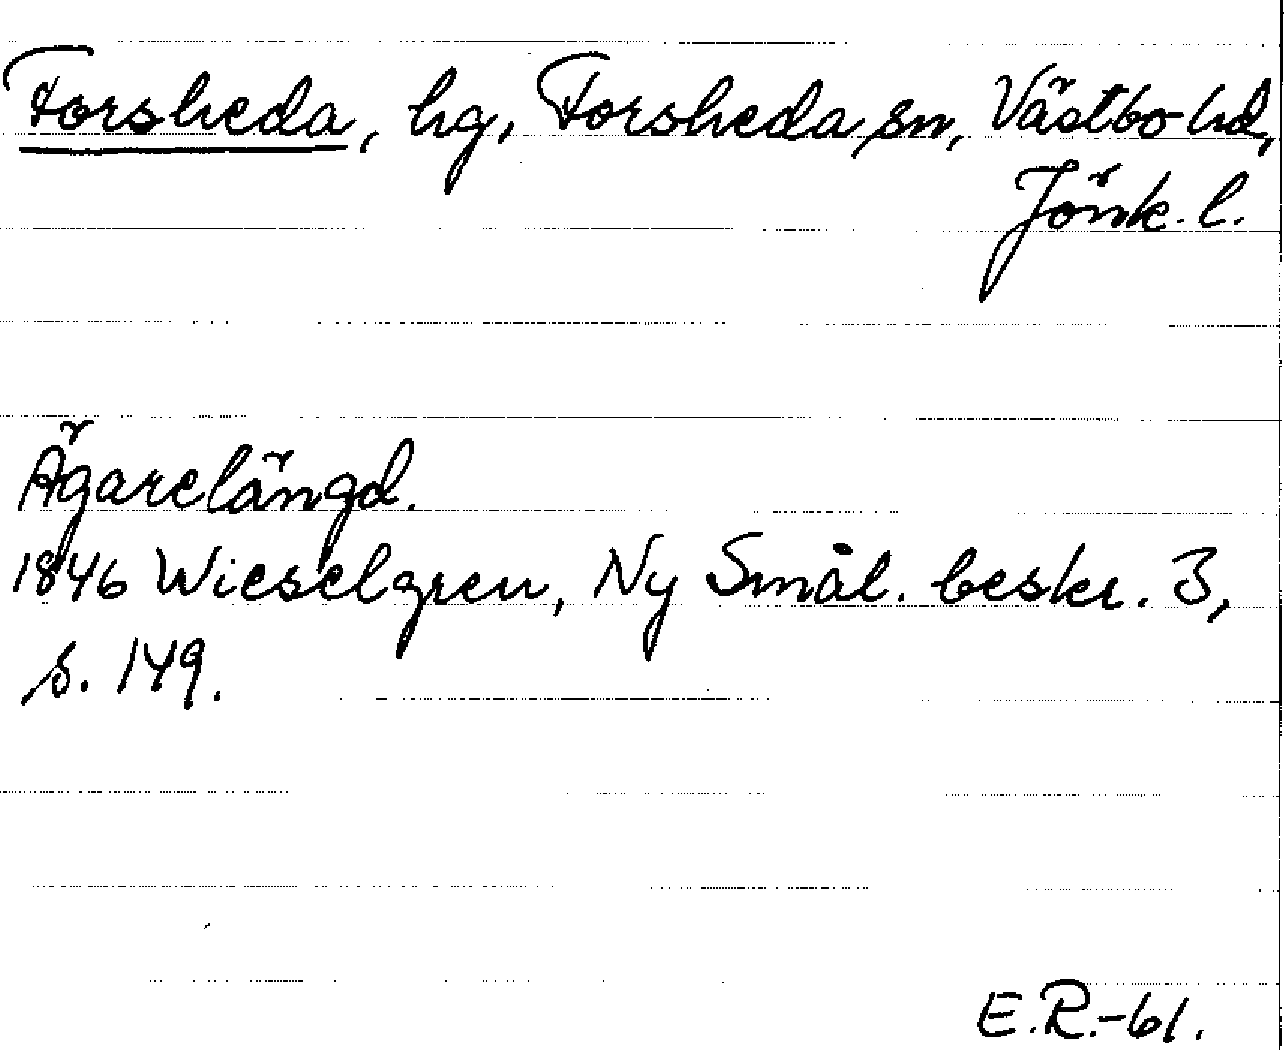 Forsheda, hg, Forsheda sn, Västbo hd,
Jönk. l.
Ägarelängd.
1846 Wieselgren, Ny Smål. beskr. 3,
s. 149.
E.R.-61.